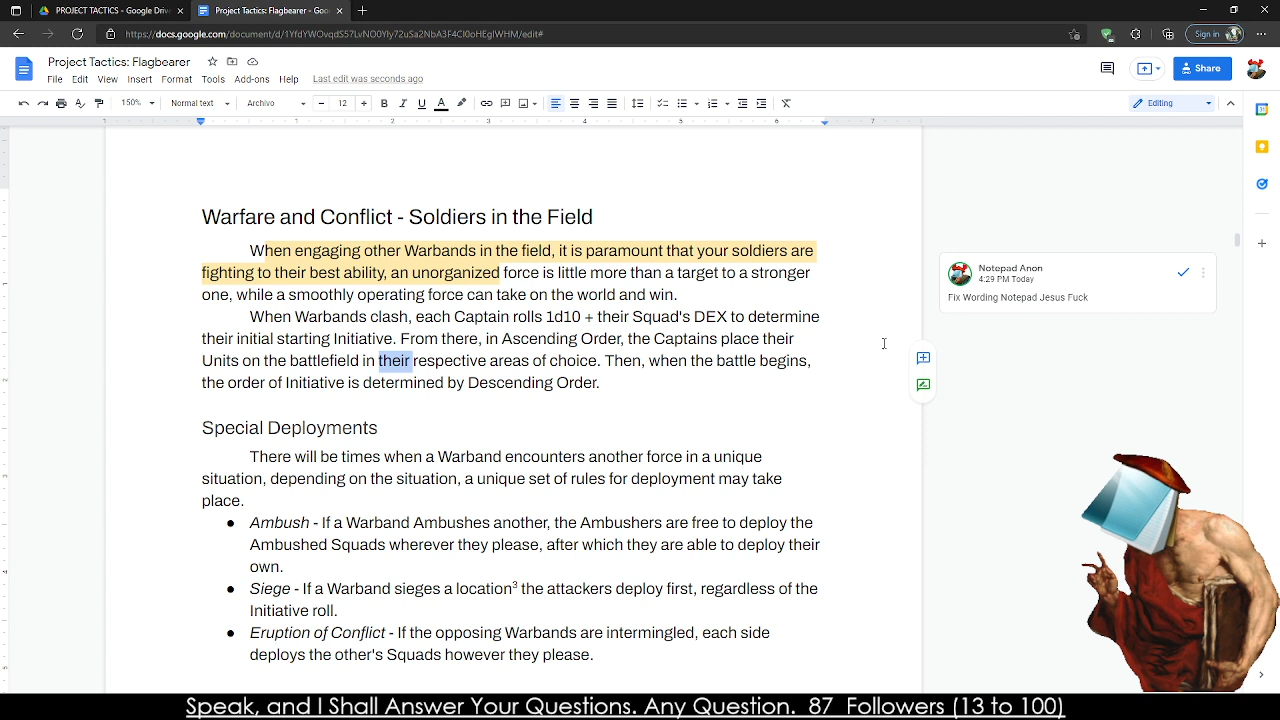 PROJECT TACTICS - Google Driv
Project Tactics: Flagbearer - Goo
https://docs.google.com/document/d/1YfdYWOvqdS57LvNO0Yiy72uSa2NbA3F4CI0oHEglWHM/edit#
Sign in
Project Tactics: Flagbearer
File Edit View Insert Format Tools Add-ons Help Last edit was seconds ago
Share
150% Normal text Archivo 12 Editing
1 1 2 3 4 5 6 7
Warfare and Conflict - Soldiers in the Field
When engaging other Warbands in the field, it is paramount that your soldiers are
fighting to their best ability, an unorganized force is little more than a target to a stronger
one, while a smoothly operating force can take on the world and win.
When Warbands clash, each Captain rolls 1d10 + their Squad's DEX to determine
their initial starting Initiative. From there, in Ascending Order, the Captains place their
Units on the battlefield in their respective areas of choice. Then, when the battle begins,
the order of Initiative is determined by Descending Order.
Notepad Anon
4:29 PM Today
Fix Wording Notepad Jesus Fuck
Special Deployments
There will be times when a Warband encounters another force in a unique
situation, depending on the situation, a unique set of rules for deployment may take
place.
● Ambush - If a Warband Ambushes another, the Ambushers are free to deploy the
Ambushed Squads wherever they please, after which they are able to deploy their
own.
● Siege - If a Warband sieges a location³ the attackers deploy first, regardless of the
Initiative roll.
● Eruption of Conflict - If the opposing Warbands are intermingled, each side
deploys the other's Squads however they please.
Speak, and I Shall Answer Your Questions. Any Question. 87 Followers (13 to 100)